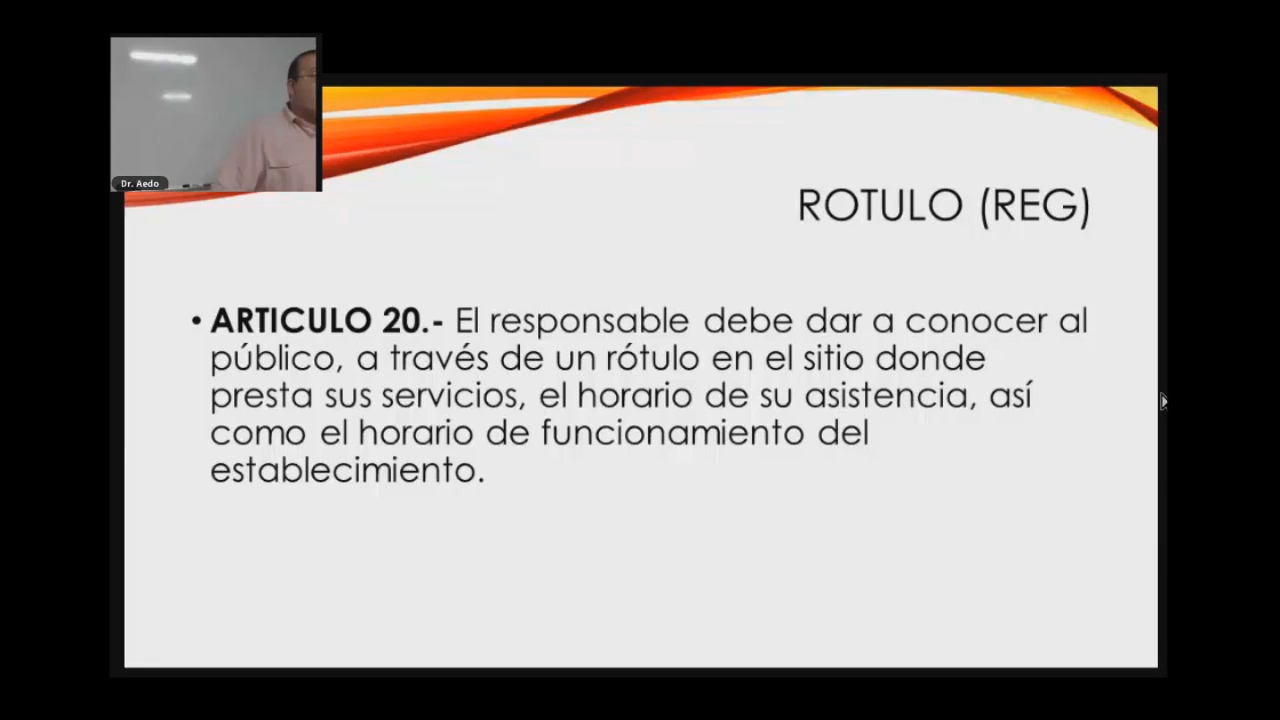 Dr. Aedo
ROTULO (REG)
• ARTICULO 20.- El responsable debe dar a conocer al
público, a través de un rótulo en el sitio donde
presta sus servicios, el horario de su asistencia, así
como el horario de funcionamiento del
establecimiento.